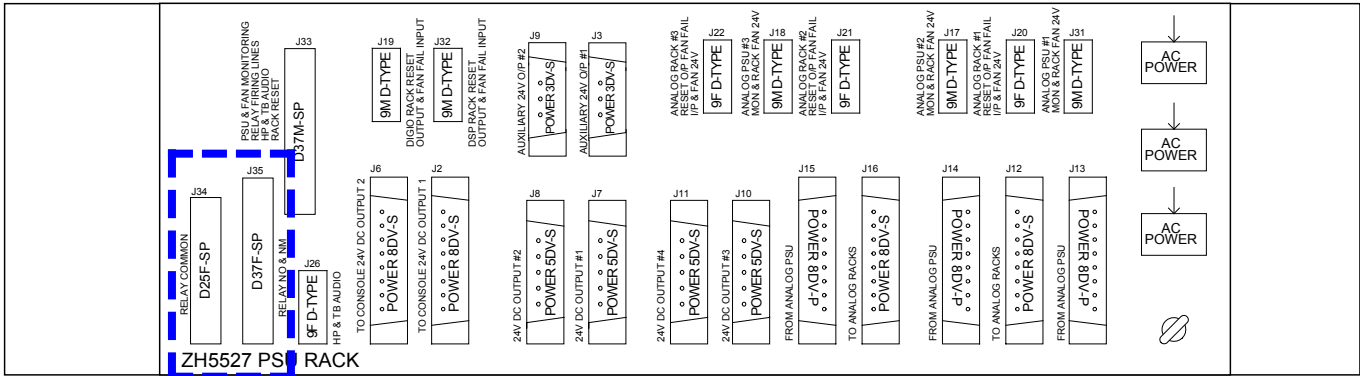 J33
PSU & FAN MONITORING
RELAY FIRING LINES
HP & TB AUDIO
RACK RESET
D37M-SP
J19
9M D-TYPE
DIGIO RACK RESET
OUTPUT & FAN FAIL INPUT
J32
9M D-TYPE
DSP RACK RESET
OUTPUT & FAN FAIL INPUT
J9
AUXILIARY 24V O/P #2
POWER 3DV-S
J3
AUXILIARY 24V O/P #1
POWER 3DV-S
ANALOG RACK #3
RESET O/P FAN FAIL
I/P & FAN 24V
J22
9F D-TYPE
ANALOG PSU #3
MON & RACK FAN 24V
J18
9M D-TYPE
ANALOG RACK #2
RESET O/P FAN FAIL
I/P & FAN 24V
J21
9F D-TYPE
ANALOG PSU #2
MON & RACK FAN 24V
J17
9M D-TYPE
ANALOG RACK #1
RESET O/P FAN FAIL
I/P & FAN 24V
J20
9F D-TYPE
ANALOG PSU #1
MON & RACK FAN 24V
J31
9M D-TYPE
AC
POWER
AC
POWER
AC
POWER
J34
RELAY COMMON
D25F-SP
J35
D37F-SP
RELAY NO & NM
J26
9F D-TYPE
HP & TB AUDIO
J6
TO CONSOLE 24V DC OUTPUT 2
POWER 8DV-S
J2
TO CONSOLE 24V DC OUTPUT 1
POWER 8DV-S
J8
24V DC OUTPUT #2
POWER 5DV-S
J7
24V DC OUTPUT #1
POWER 5DV-S
J11
24V DC OUTPUT #4
POWER 5DV-S
J10
24V DC OUTPUT #3
POWER 5DV-S
J15
FROM ANALOG PSU
POWER 8DV-P
J16
TO ANALOG RACKS
POWER 8DV-S
J14
FROM ANALOG PSU
POWER 8DV-P
J12
TO ANALOG RACKS
POWER 8DV-S
J13
FROM ANALOG PSU
POWER 8DV-P
ZH5527 PSU RACK